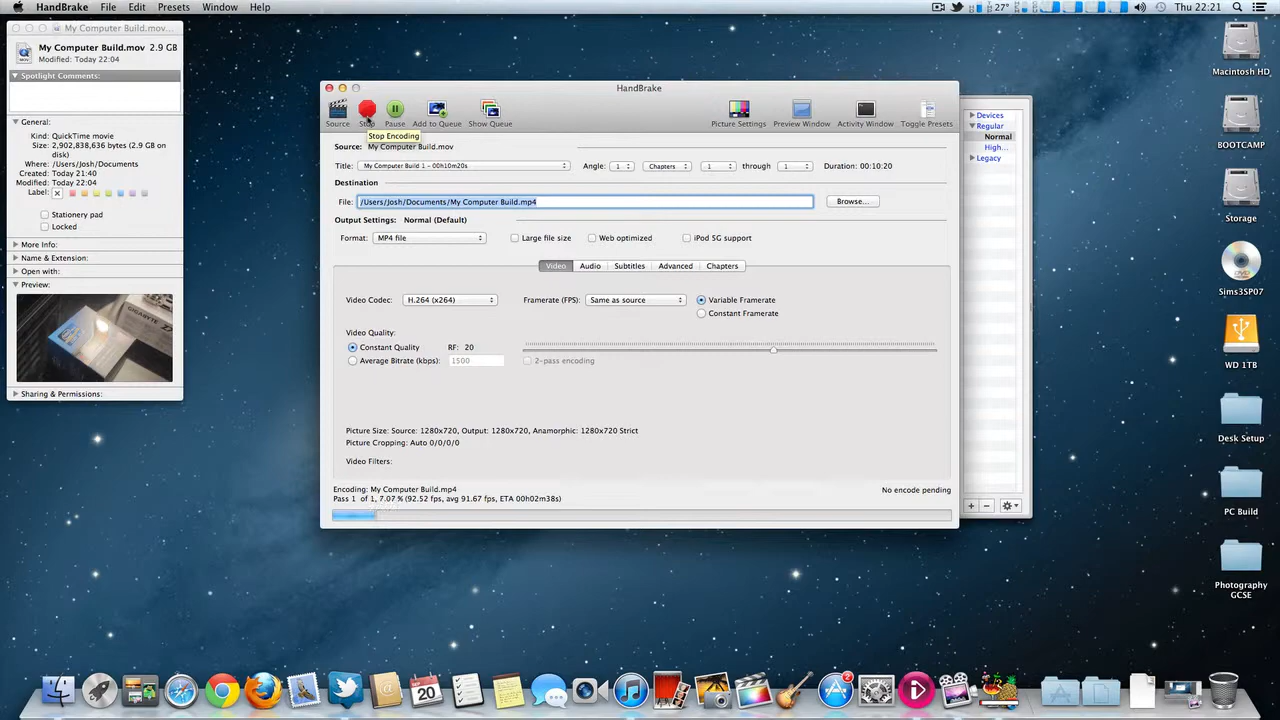 HandBrake File Edit Presets Window Help
27° Thu 22:21
My Computer Build.mov...
My Computer Build.mov 2.9 GB
Modified: Today 22:04
Spotlight Comments:
General:
Kind: QuickTime movie
Size: 2,902,838,636 bytes (2.9 GB on
disk)
Where: /Users/Josh/Documents
Created: Today 21:40
Modified: Today 22:04
Label:
Stationery pad
Locked
More Info:
Name & Extension:
Open with:
Preview:
GIGABYTE
Sharing & Permissions:
HandBrake
Source Stop Pause Add to Queue Show Queue Picture Settings Preview Window Activity Window Toggle Presets
Stop Encoding
Source: My Computer Build.mov
Title: My Computer Build 1 - 00h10m20s Angle: 1 Chapters 1 through 1 Duration: 00:10:20
Destination
File: /Users/Josh/Documents/My Computer Build.mp4 Browse...
Output Settings: Normal (Default)
Format: MP4 file Large file size Web optimized iPod 5G support
Video Audio Subtitles Advanced Chapters
Video Codec: H.264 (x264) Framerate (FPS): Same as source Variable Framerate
Constant Framerate
Video Quality:
Constant Quality RF: 20
Average Bitrate (kbps): 1500 2-pass encoding
Picture Size: Source: 1280x720, Output: 1280x720, Anamorphic: 1280x720 Strict
Picture Cropping: Auto 0/0/0/0
Video Filters:
Encoding: My Computer Build.mp4
Pass 1 of 1, 7.07 % (92.52 fps, avg 91.67 fps, ETA 00h02m38s)
No encode pending
Devices
Regular
Normal
High...
Legacy
Macintosh HD
BOOTCAMP
Storage
DVD
Sims3SP07
WD 1TB
Desk Setup
PC Build
Photography
GCSE
20
2